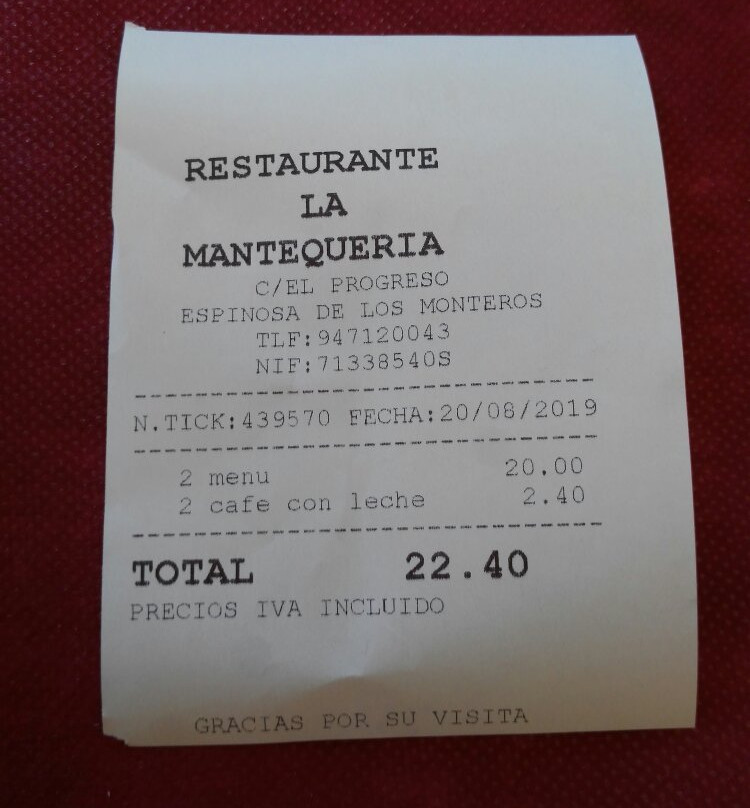 RESTAURANTE
LA
MANTEQUERIA
C/EL PROGRESO
ESPINOSA DE LOS MONTEROS
TLF:947120043
NIF:71338540S
N.TICK:439570 FECHA:20/08/2019
2 menu 20.00
2 cafe con leche 2.40
TOTAL 22.40
PRECIOS IVA INCLUIDO
GRACIAS POR SU VISITA